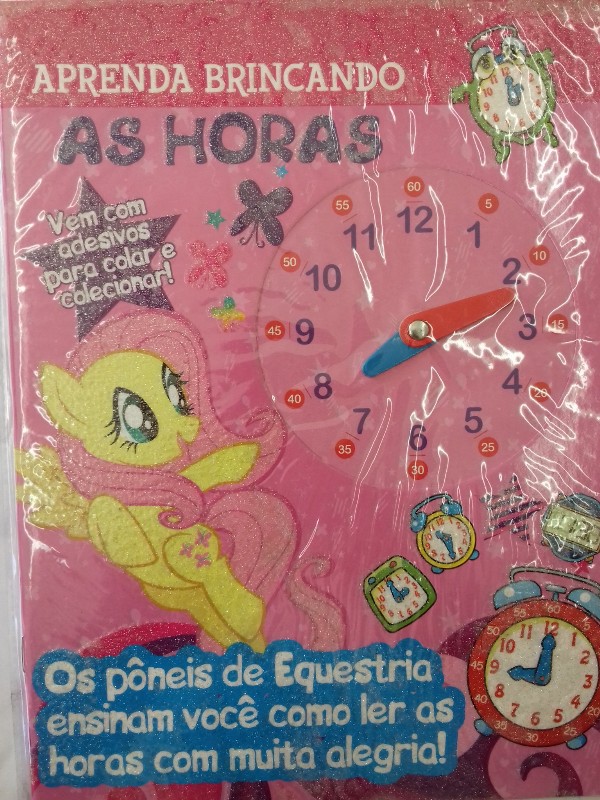 APRENDA BRINCANDO
AS HORAS
Vem com
adesivos
para colar e
colecionar!
60
55
5
12
11
1
50
10
10
2
45
9
3
15
40
8
4
20
7
5
35
6
25
30
Os pôneis de Equestria
ensinam você como ler as
horas com muita alegria!